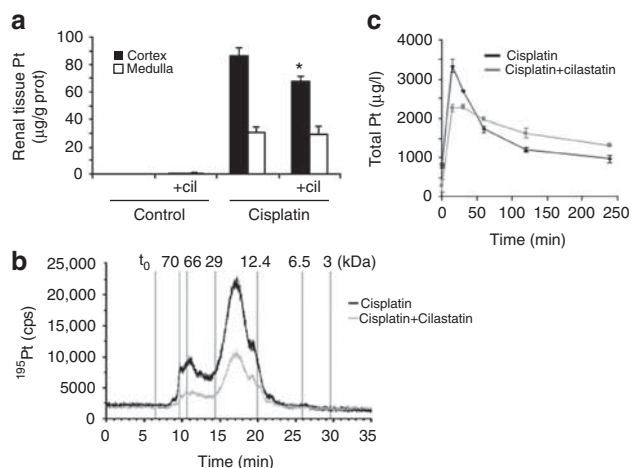 a
Renal tissue Pt
(µg/g prot)
100
80
60
40
20
0
Cortex
Medulla
*
+cil
+cil
Control
Cisplatin
b
t0 70 66 29 12.4 6.5 3 (kDa)
195Pt (cps)
25,000
20,000
15,000
10,000
5000
0
Cisplatin
Cisplatin+Cilastatin
0 5 10 15 20 25 30 35
Time (min)
c
Total Pt (µg/l)
4000
3000
2000
1000
0
Cisplatin
Cisplatin+cilastatin
0 50 100 150 200 250
Time (min)